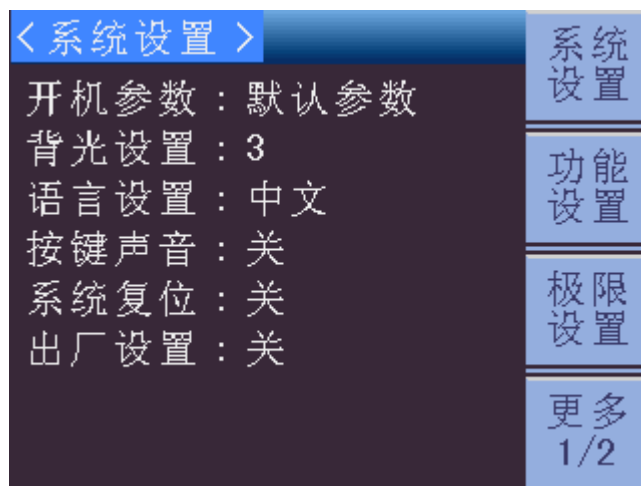 <系统设置>
开机参数:默认参数
背光设置:3
语言设置:中文
按键声音:关
系统复位:关
出厂设置:关
系统
设置
功能
设置
极限
设置
更多
1/2